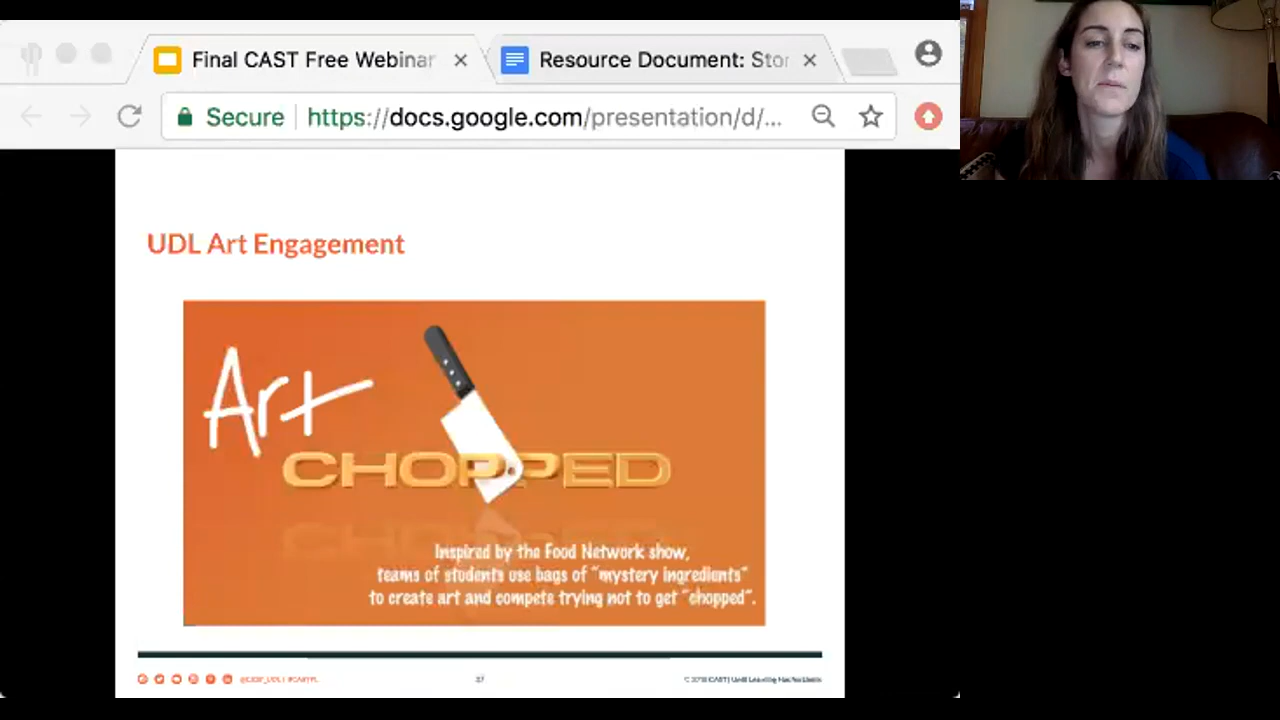 Final CAST Free Webinar
Resource Document: Stor
Secure
https://docs.google.com/presentation/d/...
UDL Art Engagement
Art
CHOPPED
Inspired by the Food Network show,
teams of students use bags of "mystery ingredients"
to create art and compete trying not to get "chopped".
37